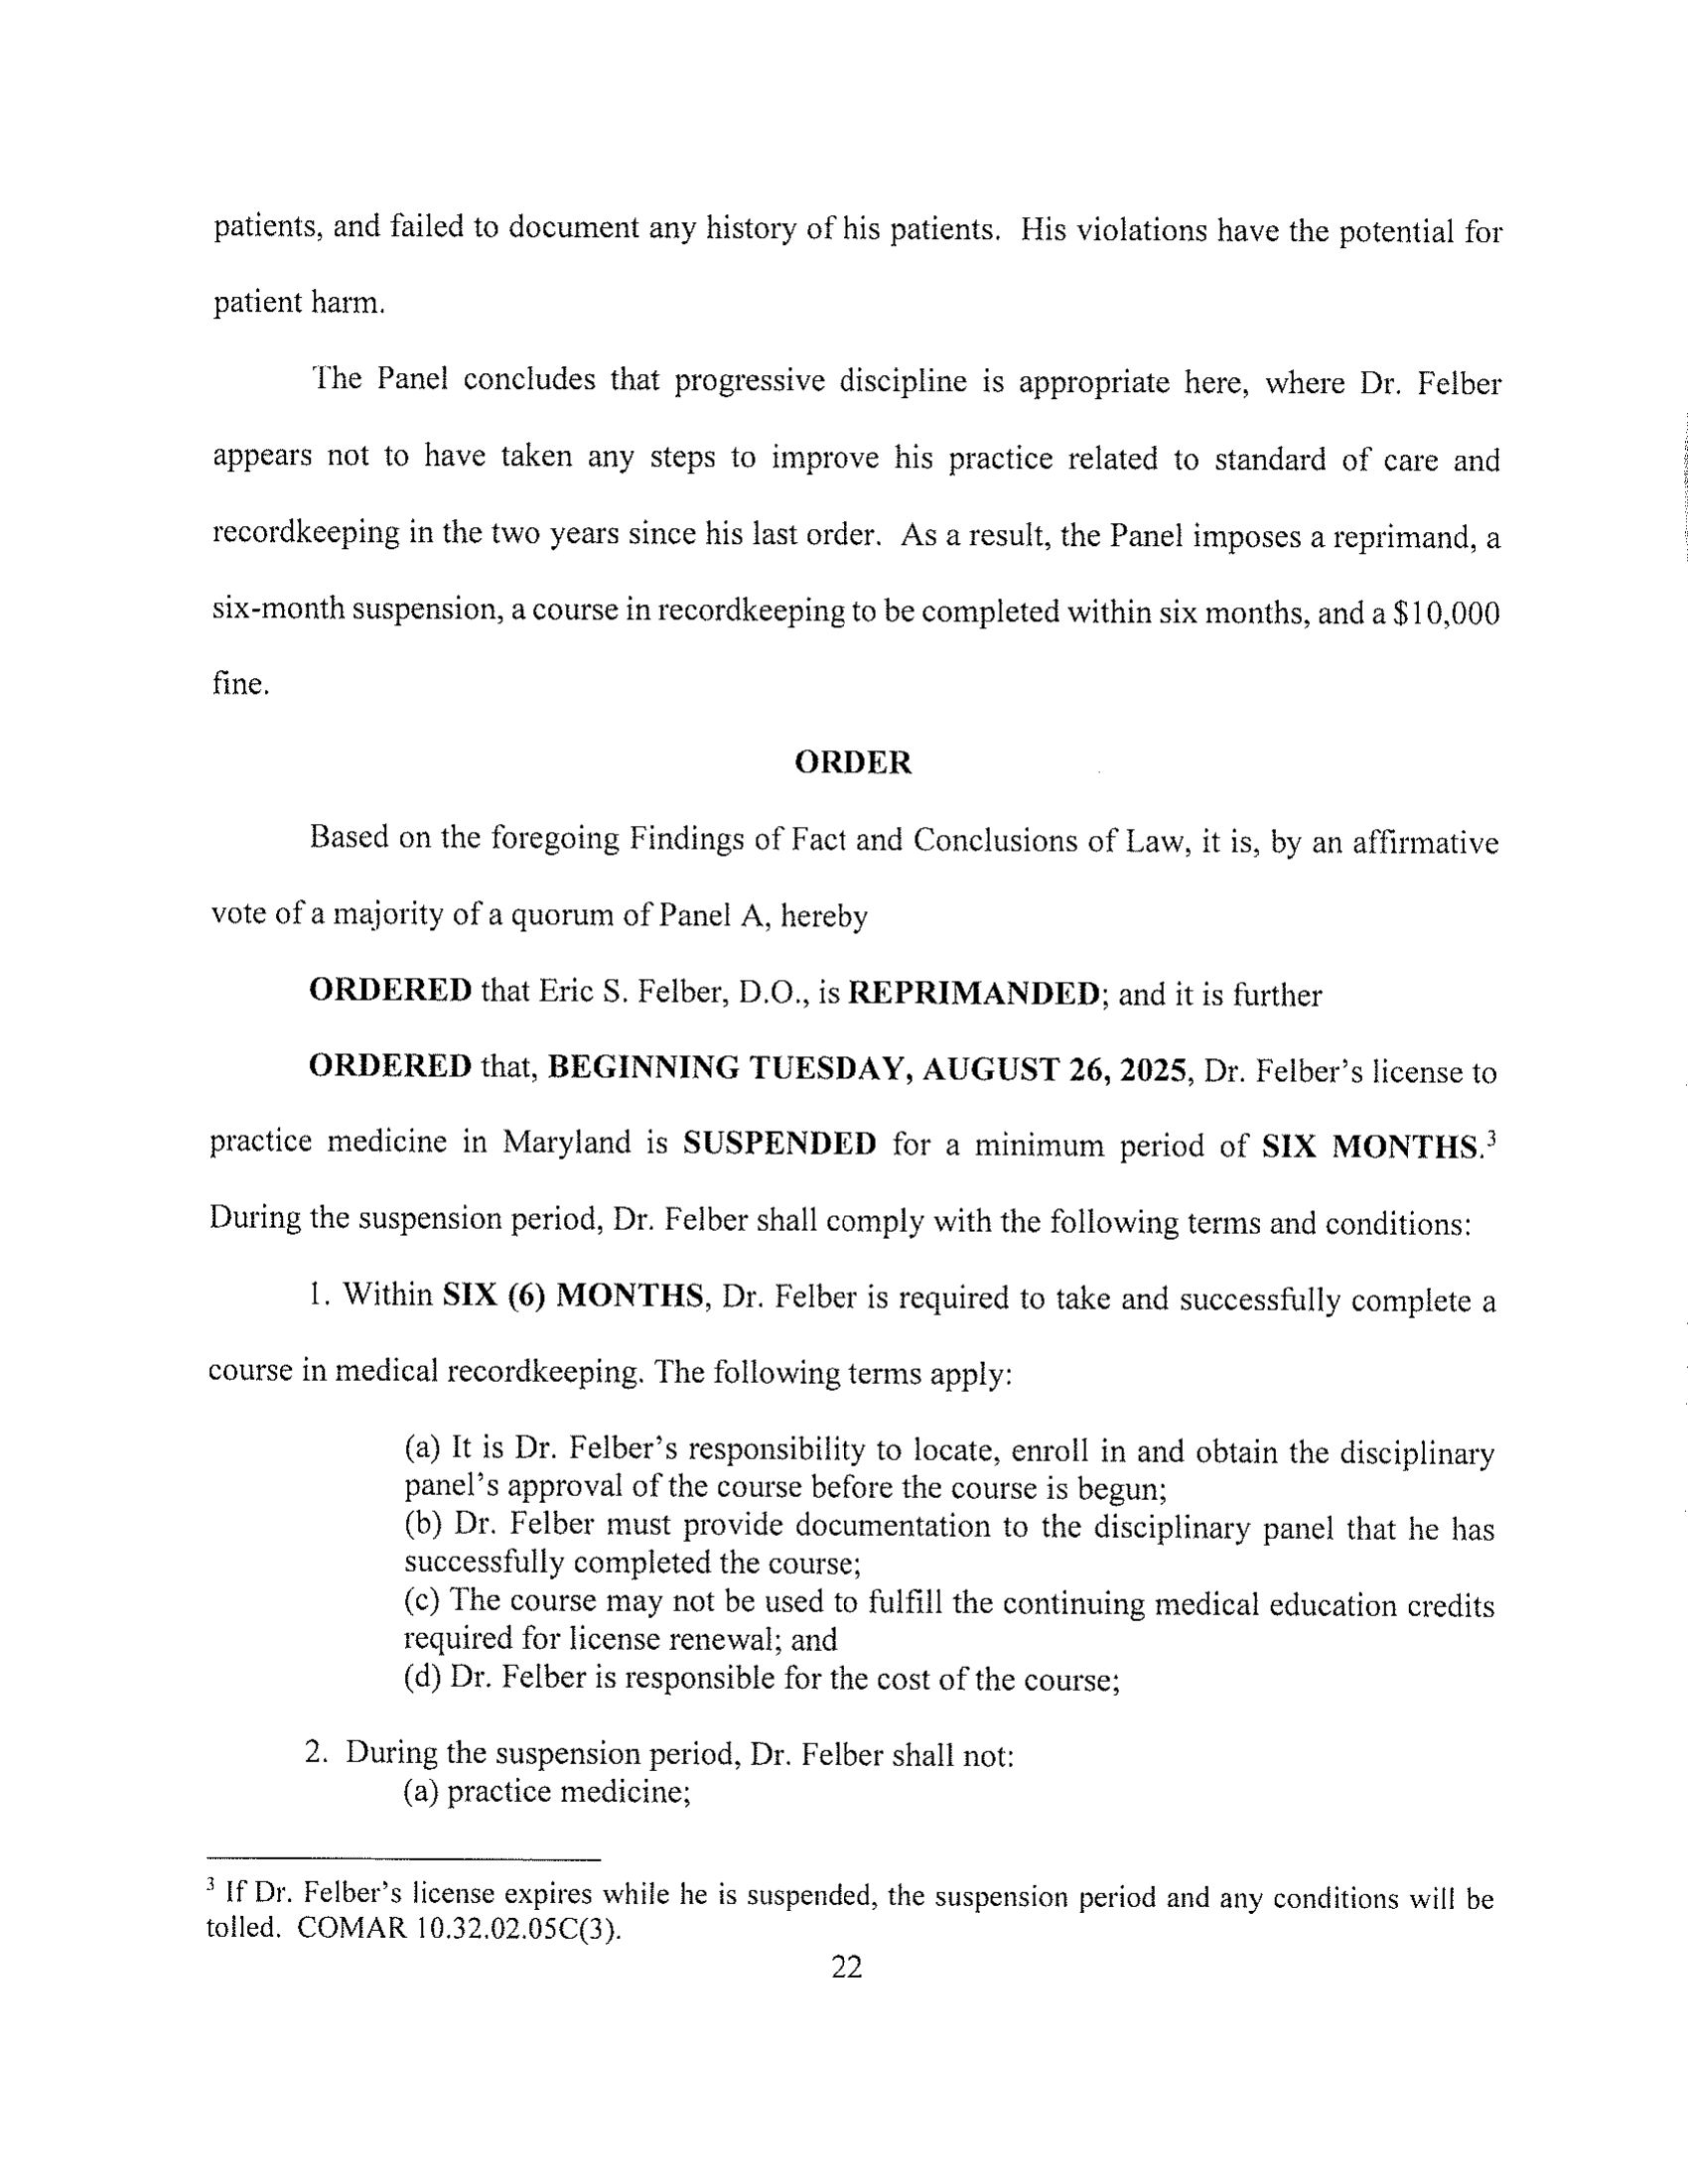 patients, and failed to document any history of his patients. His violations have the potential for
patient harm.
The Panel concludes that progressive discipline is appropriate here, where Dr. Felber
appears not to have taken any steps to improve his practice related to standard of care and
recordkeeping in the two years since his last order. As a result, the Panel imposes a reprimand, a
six-month suspension, a course in recordkeeping to be completed within six months, and a $10,000
fine.
ORDER
Based on the foregoing Findings of Fact and Conclusions of Law, it is, by an affirmative
vote of a majority of a quorum of Panel A, hereby
ORDERED that Eric S. Felber, D.O., is REPRIMANDED; and it is further
ORDERED that, BEGINNING TUESDAY, AUGUST 26, 2025, Dr. Felber's license to
practice medicine in Maryland is SUSPENDED for a minimum period of SIX MONTHS.³
During the suspension period, Dr. Felber shall comply with the following terms and conditions:
1. Within SIX (6) MONTHS, Dr. Felber is required to take and successfully complete a
course in medical recordkeeping. The following terms apply:
(a) It is Dr. Felber's responsibility to locate, enroll in and obtain the disciplinary
panel's approval of the course before the course is begun;
(b) Dr. Felber must provide documentation to the disciplinary panel that he has
successfully completed the course;
(c) The course may not be used to fulfill the continuing medical education credits
required for license renewal; and
(d) Dr. Felber is responsible for the cost of the course;
2. During the suspension period, Dr. Felber shall not:
(a) practice medicine;
³ If Dr. Felber's license expires while he is suspended, the suspension period and any conditions will be
tolled. COMAR 10.32.02.05C(3).
22